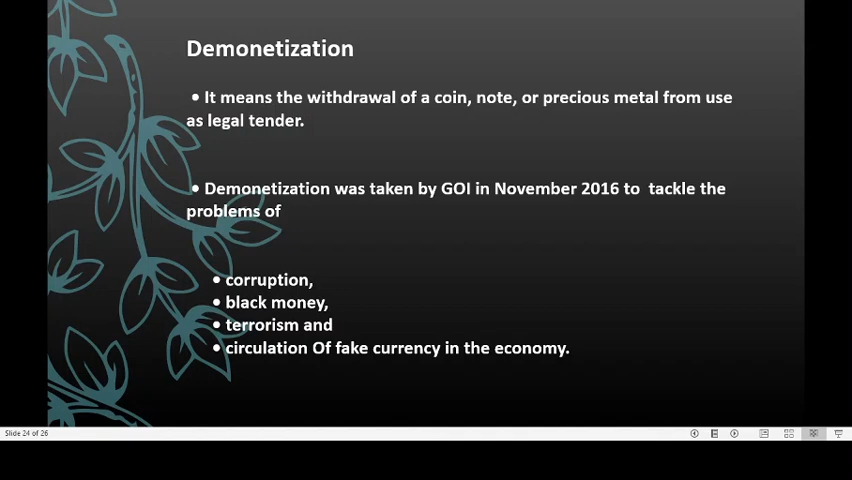 Demonetization
• It means the withdrawal of a coin, note, or precious metal from use
as legal tender.
• Demonetization was taken by GOI in November 2016 to tackle the
problems of
• corruption,
• black money,
• terrorism and
• circulation Of fake currency in the economy.
Slide 24 of 26